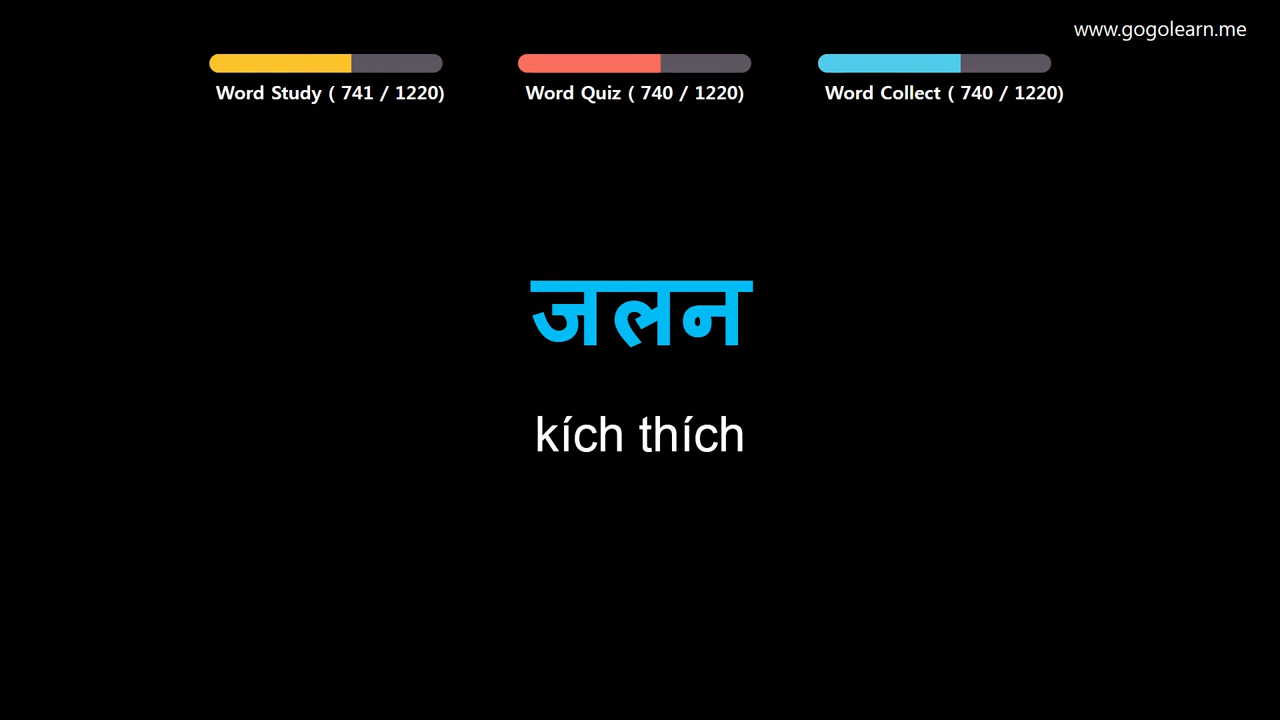 www.gogolearn.me
Word Study ( 741 / 1220)
Word Quiz ( 740 / 1220)
Word Collect ( 740 / 1220)
जलन
kích thích